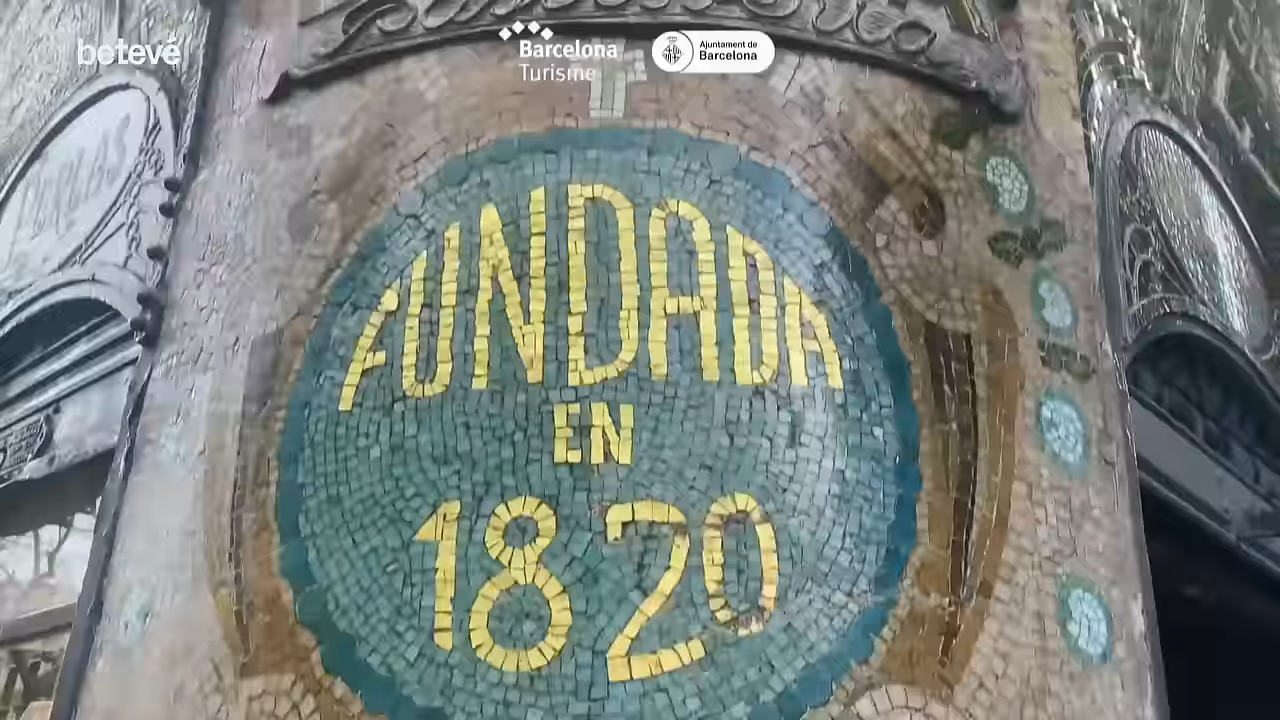 betevé
Barcelona
Turisme
Ajuntament de
Barcelona
FUNDADA
EN
1820